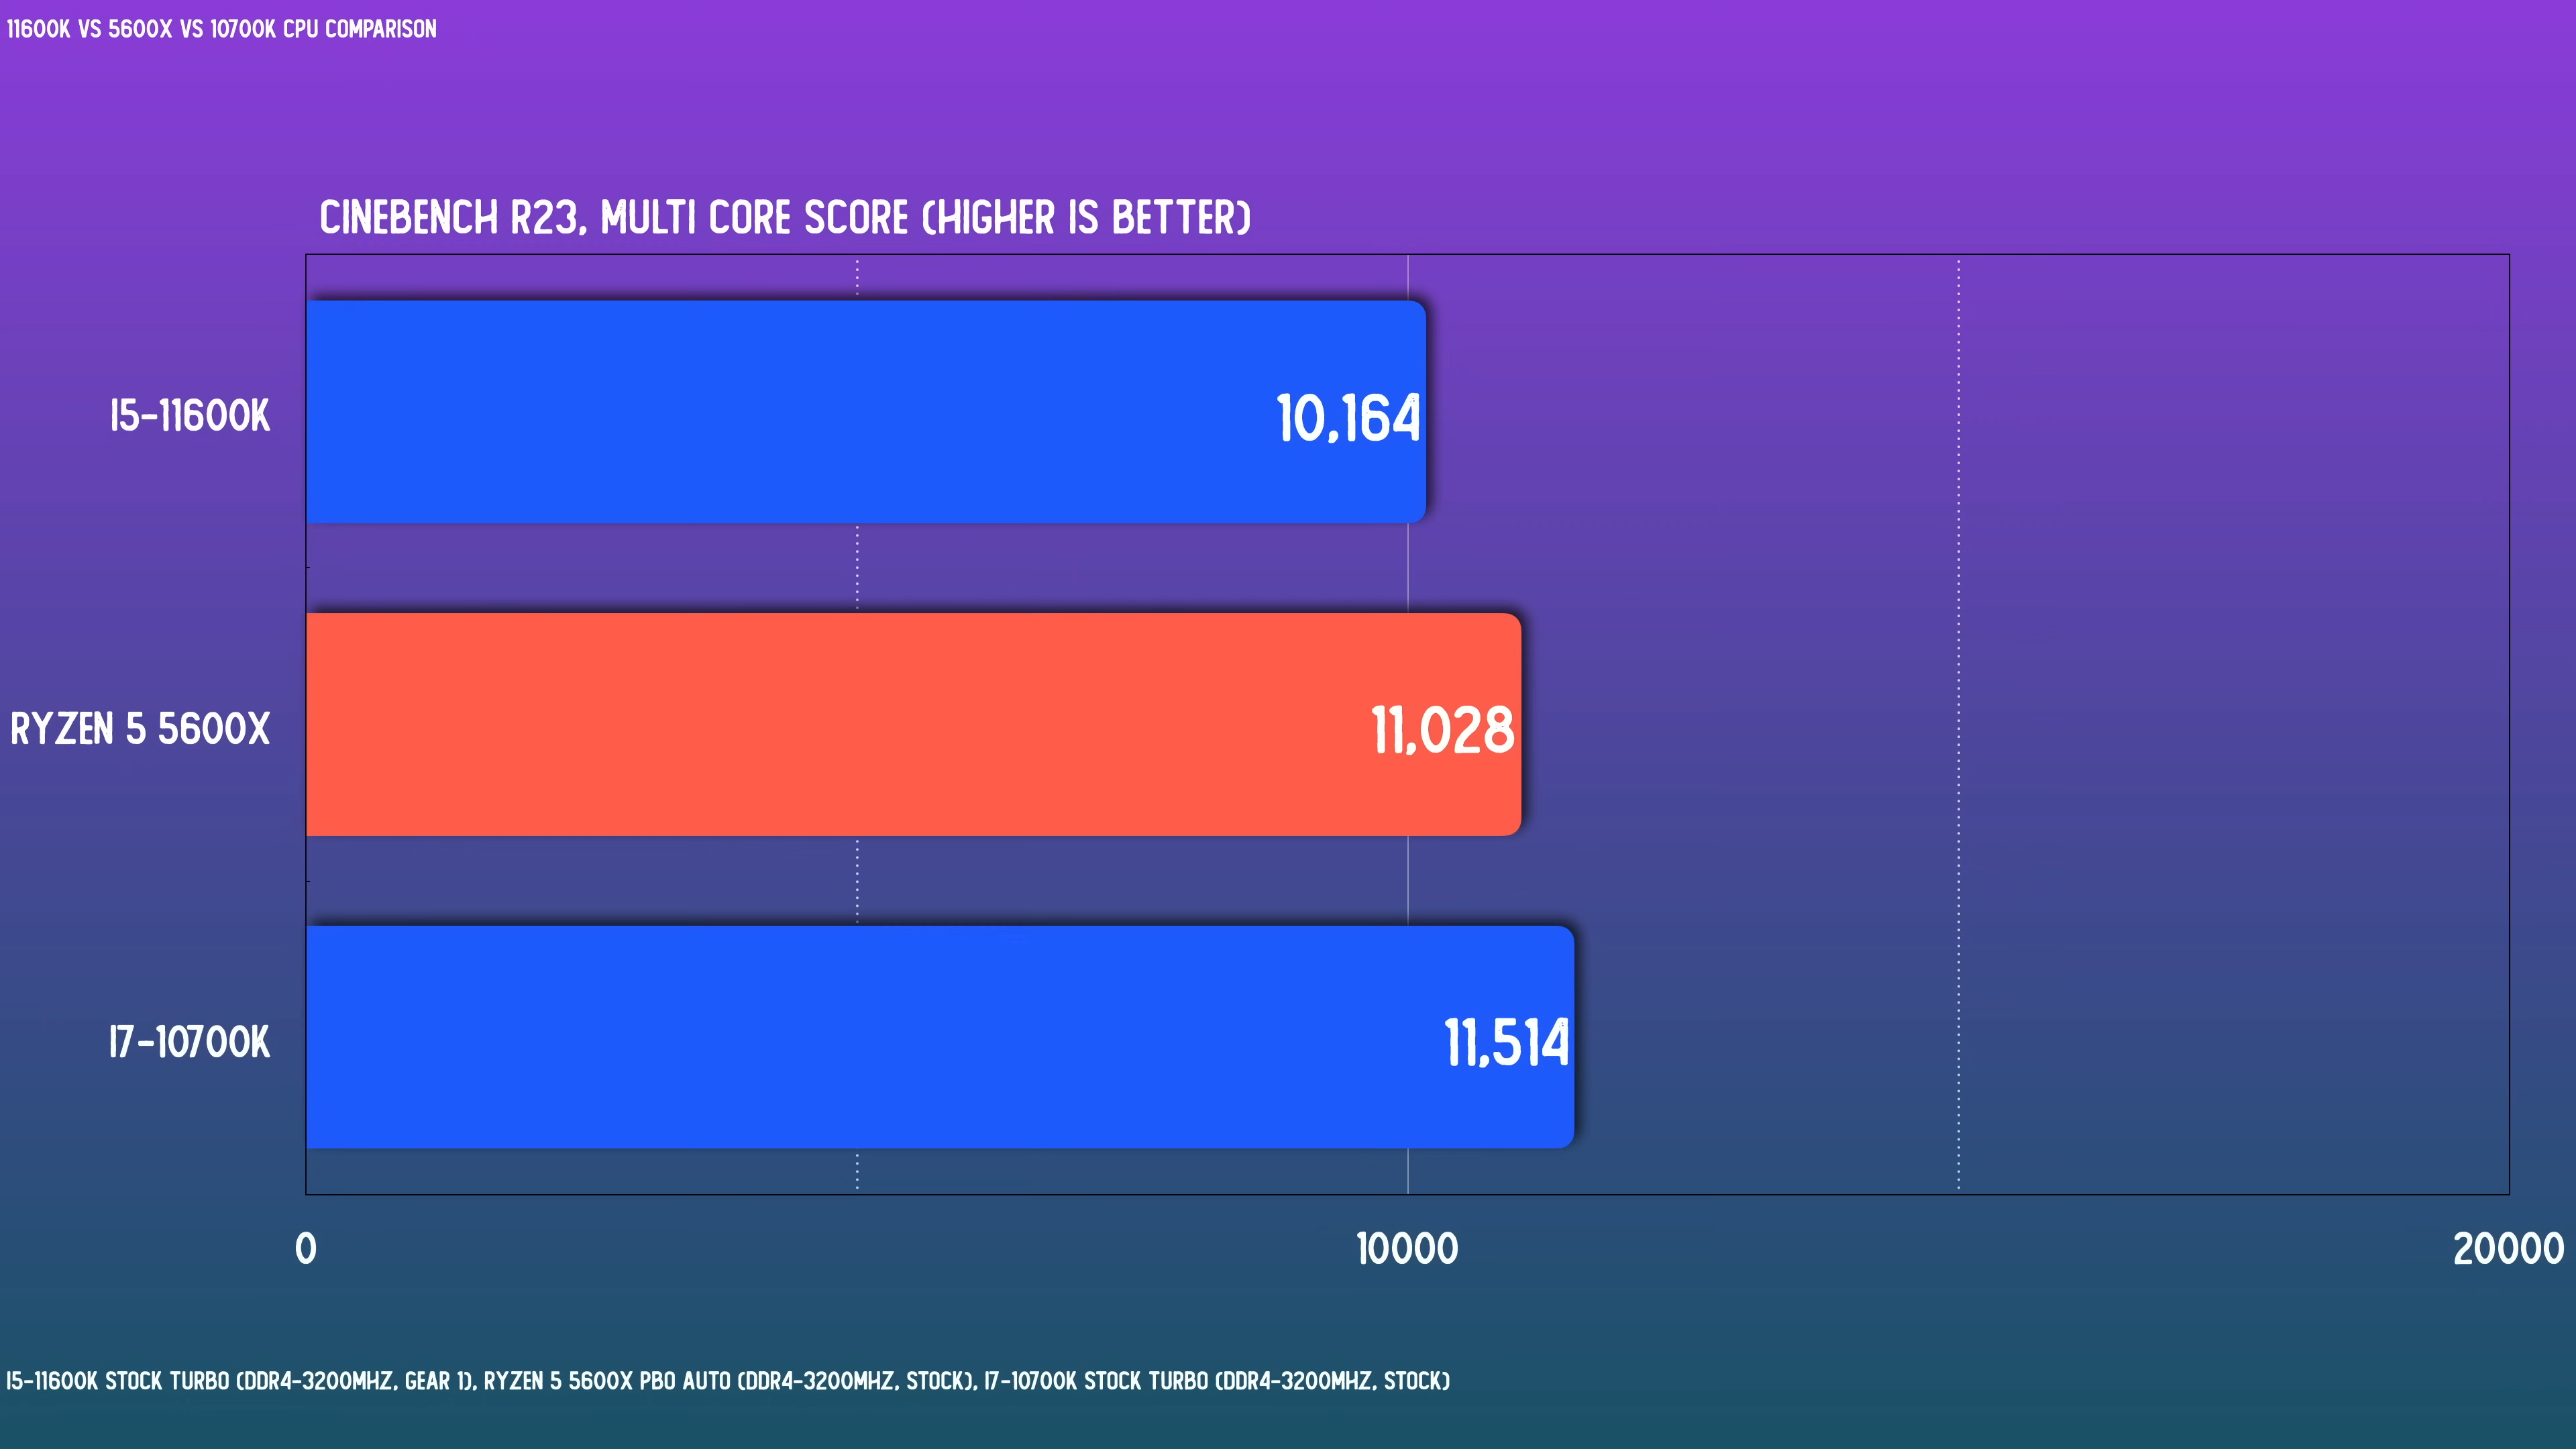 11600K VS 5600X VS 10700K CPU COMPARISON
CINEBENCH R23, MULTI CORE SCORE (HIGHER IS BETTER)
I5-11600K
10,164
RYZEN 5 5600X
11,028
I7-10700K
11,514
0
10000
20000
I5-11600K STOCK TURBO (DDR4-3200MHZ, GEAR 1), RYZEN 5 5600X PBO AUTO (DDR4-3200MHZ, STOCK), I7-10700K STOCK TURBO (DDR4-3200MHZ, STOCK)